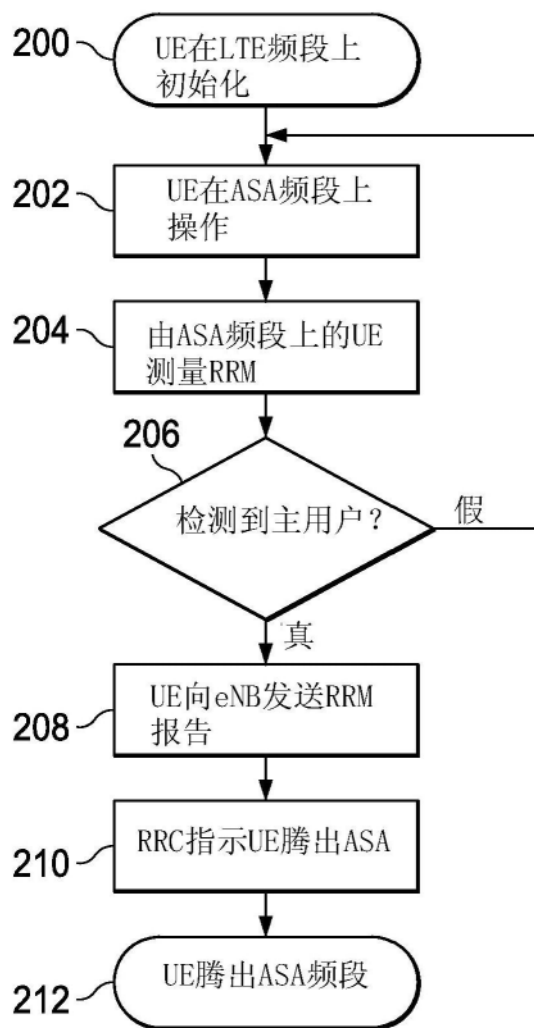 200
UE在LTE频段上
初始化
202
UE在ASA频段上
操作
204
由ASA频段上的UE
测量RRM
206
检测到主用户?
假
真
208
UE向eNB发送RRM
报告
210
RRC指示UE腾出ASA
212
UE腾出ASA频段